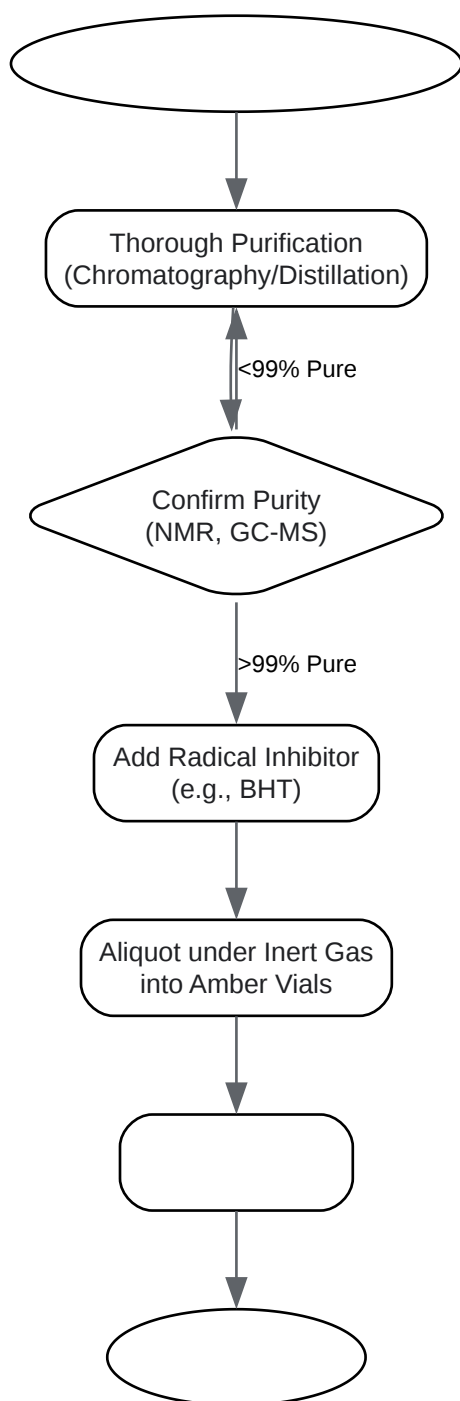 Thorough Purification
(Chromatography/Distillation)
<99% Pure
Confirm Purity
(NMR, GC-MS)
>99% Pure
Add Radical Inhibitor
(e.g., BHT)
Aliquot under Inert Gas
into Amber Vials